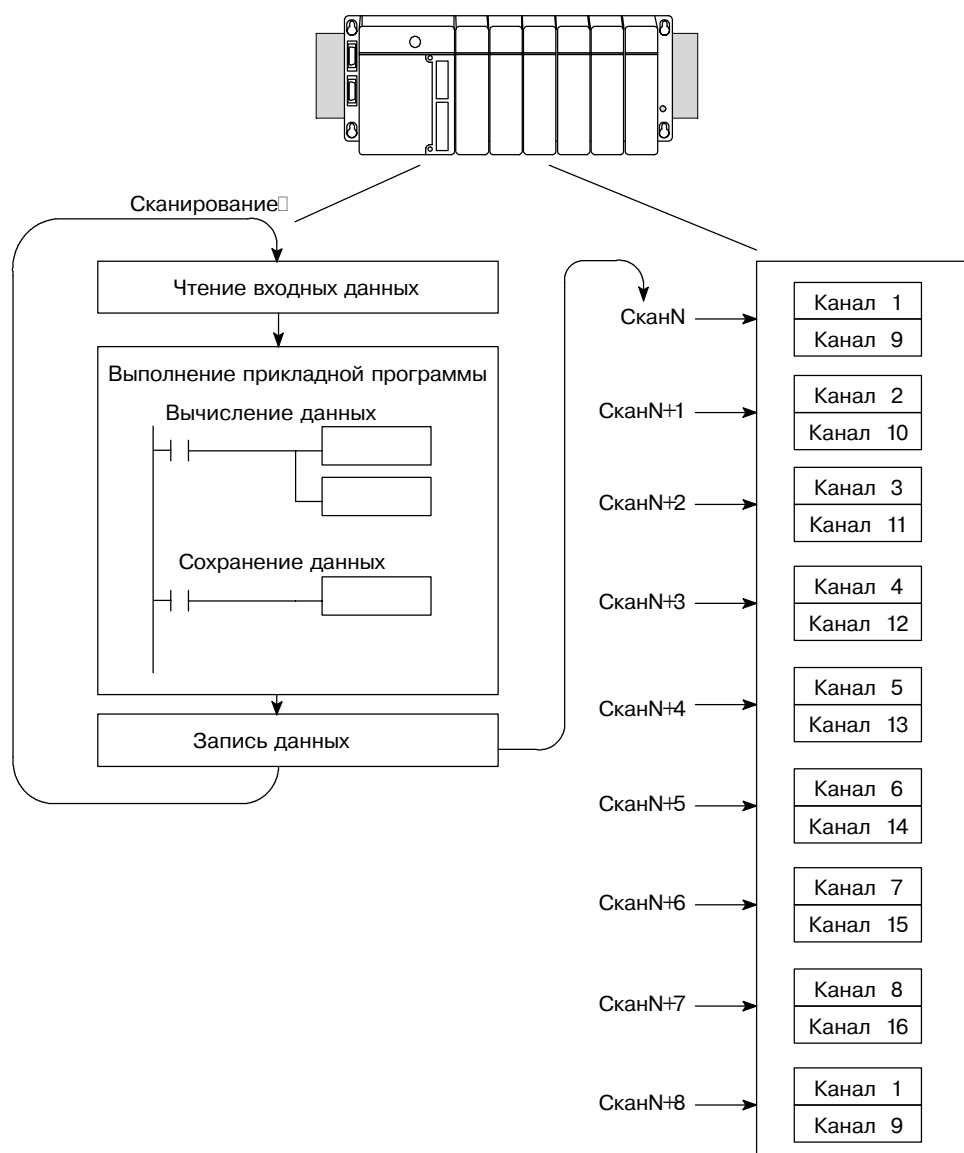 Сканирование
Чтение входных данных
Выполнение прикладной программы
Вычисление данных
Сохранение данных
Запись данных
СканN
Канал 1
Канал 9
СканN+1
Канал 2
Канал 10
СканN+2
Канал 3
Канал 11
СканN+3
Канал 4
Канал 12
СканN+4
Канал 5
Канал 13
СканN+5
Канал 6
Канал 14
СканN+6
Канал 7
Канал 15
СканN+7
Канал 8
Канал 16
СканN+8
Канал 1
Канал 9